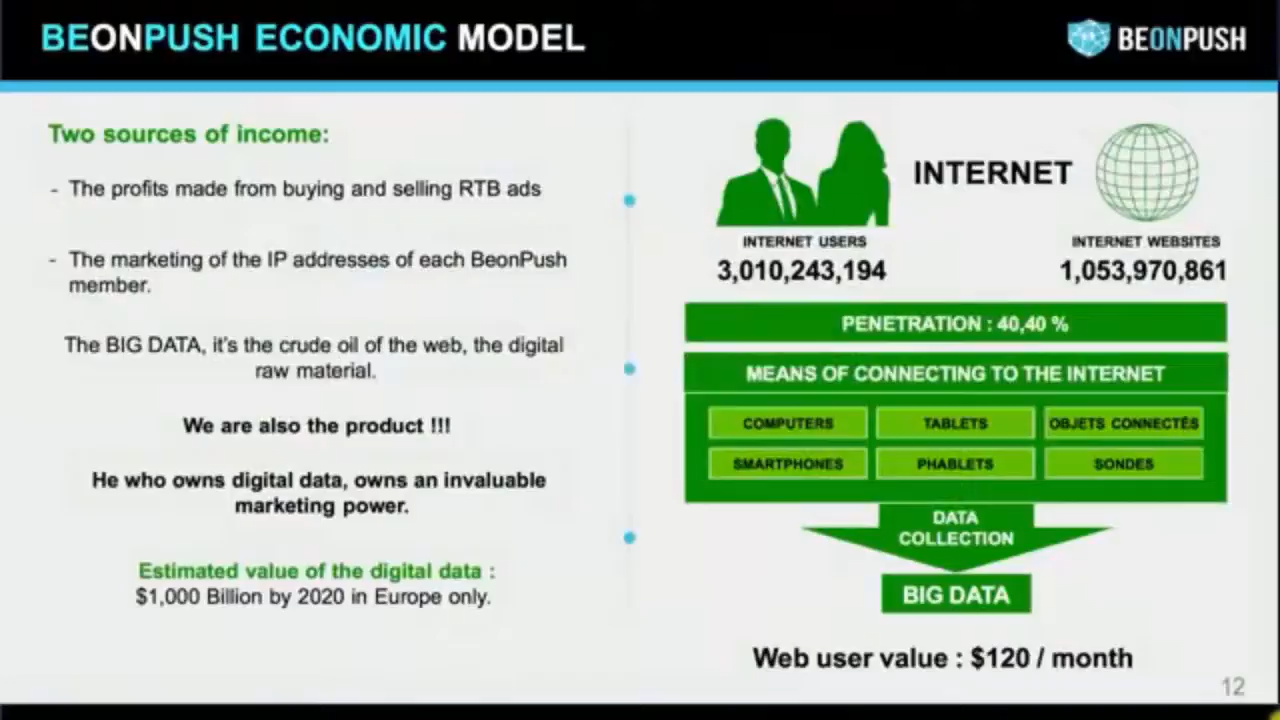 BEONPUSH ECONOMIC MODEL
BEONPUSH
Two sources of income:
- The profits made from buying and selling RTB ads
- The marketing of the IP addresses of each BeonPush
member.
The BIG DATA, it's the crude oil of the web, the digital
raw material.
We are also the product !!!
He who owns digital data, owns an invaluable
marketing power.
Estimated value of the digital data :
$1,000 Billion by 2020 in Europe only.
INTERNET
INTERNET USERS
INTERNET WEBSITES
3,010,243,194
1,053,970,861
PENETRATION : 40,40 %
MEANS OF CONNECTING TO THE INTERNET
COMPUTERS
TABLETS
OBJETS CONNECTÉS
SMARTPHONES
PHABLETS
SONDES
DATA
COLLECTION
BIG DATA
Web user value : $120 / month
12